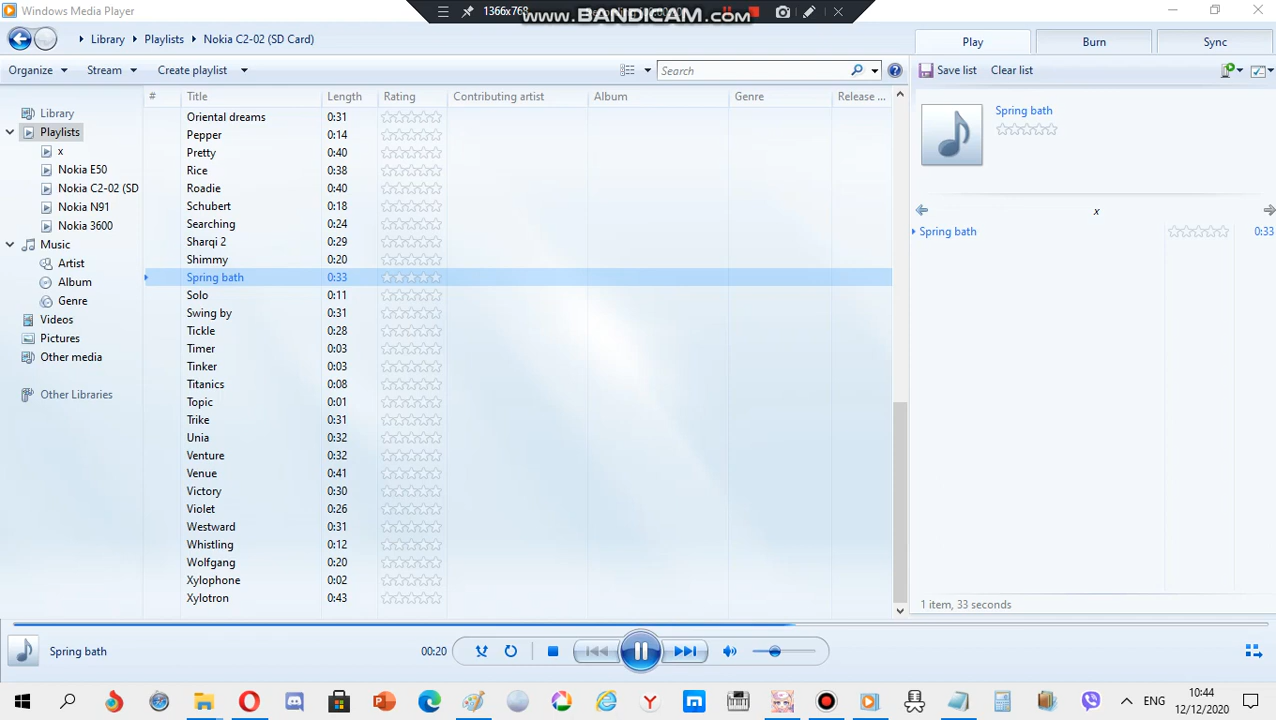 Windows Media Player
1366x768
www.BANDICAM.com
Library
Playlists
Nokia C2-02 (SD Card)
Play
Burn
Sync
Organize
Stream
Create playlist
Search
Save list
Clear list
# Title Length Rating Contributing artist Album Genre Release ...
Library
Playlists
x
Nokia E50
Nokia C2-02 (SD
Nokia N91
Nokia 3600
Music
Artist
Album
Genre
Videos
Pictures
Other media
Other Libraries
Oriental dreams 0:31
Pepper 0:14
Pretty 0:40
Rice 0:38
Roadie 0:40
Schubert 0:18
Searching 0:24
Sharq 2 0:29
Shimmy 0:20
Spring bath 0:33
Solo 0:11
Swing by 0:31
Tickle 0:28
Timer 0:03
Tinker 0:03
Titanics 0:08
Topic 0:01
Trike 0:31
Unia 0:32
Venture 0:32
Venue 0:41
Victory 0:30
Violet 0:26
Westward 0:31
Whistling 0:12
Wolfgang 0:20
Xylophone 0:02
Xylotron 0:43
Spring bath
x
Spring bath 0:33
1 item, 33 seconds
Spring bath
00:20
ENG
10:44
12/12/2020